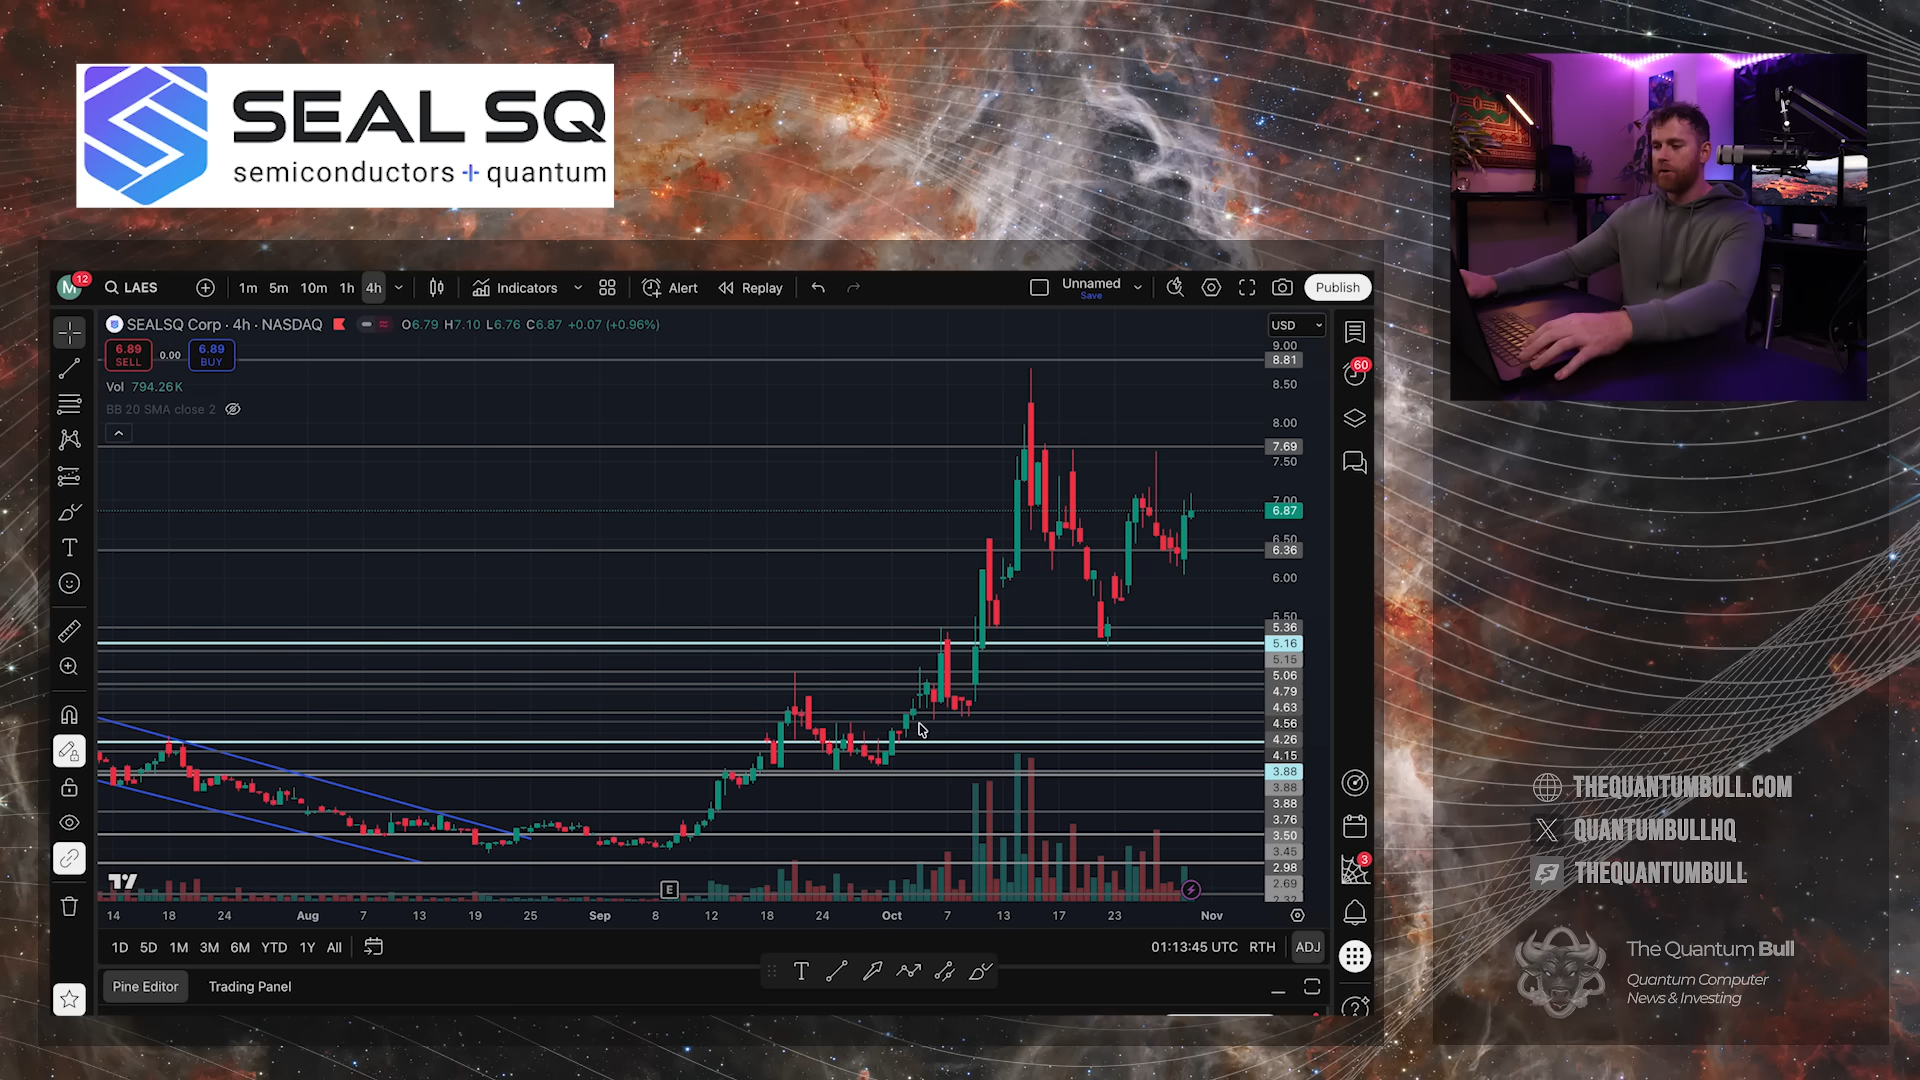 SEAL SQ
semiconductors + quantum
M 12 LAES 1m 5m 10m 1h 4h Indicators Alert Replay Unnamed Save Publish
SEALSQ Corp · 4h · NASDAQ O6.79 H7.10 L6.76 C6.87 +0.07 (+0.96%)
6.89 SELL 0.00 6.89 BUY
Vol 794.26K
BB 20 SMA close 2
USD
9.00
8.81
8.50
8.00
7.69
7.50
7.00
6.87
6.50
6.36
6.00
5.50
5.36
5.16
5.15
5.06
4.79
4.63
4.56
4.26
4.15
3.88
3.88
3.88
3.76
3.50
3.45
2.98
2.69
2.32
60
3
E
14 18 24 Aug 7 13 19 25 Sep 8 12 18 24 Oct 7 13 17 23 Nov
1D 5D 1M 3M 6M YTD 1Y All 01:13:45 UTC RTH ADJ
Pine Editor Trading Panel
THEQUANTUMBULL.COM
QUANTUMBULLHQ
THEQUANTUMBULL
The Quantum Bull
Quantum Computer
News & Investing